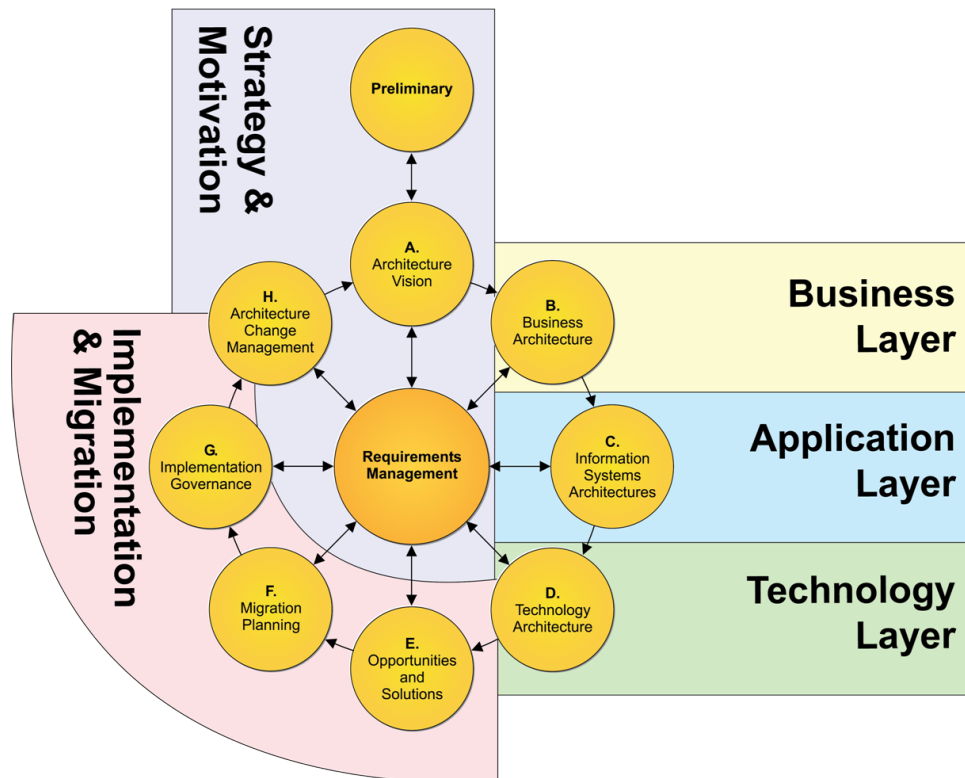 Strategy &
Motivation
Preliminary
A.
Architecture
Vision
H.
Architecture
Change
Management
B.
Business
Architecture
Business
Layer
Implementation
& Migration
G.
Implementation
Governance
Requirements
Management
C.
Information
Systems
Architectures
Application
Layer
F.
Migration
Planning
E.
Opportunities
and
Solutions
D.
Technology
Architecture
Technology
Layer